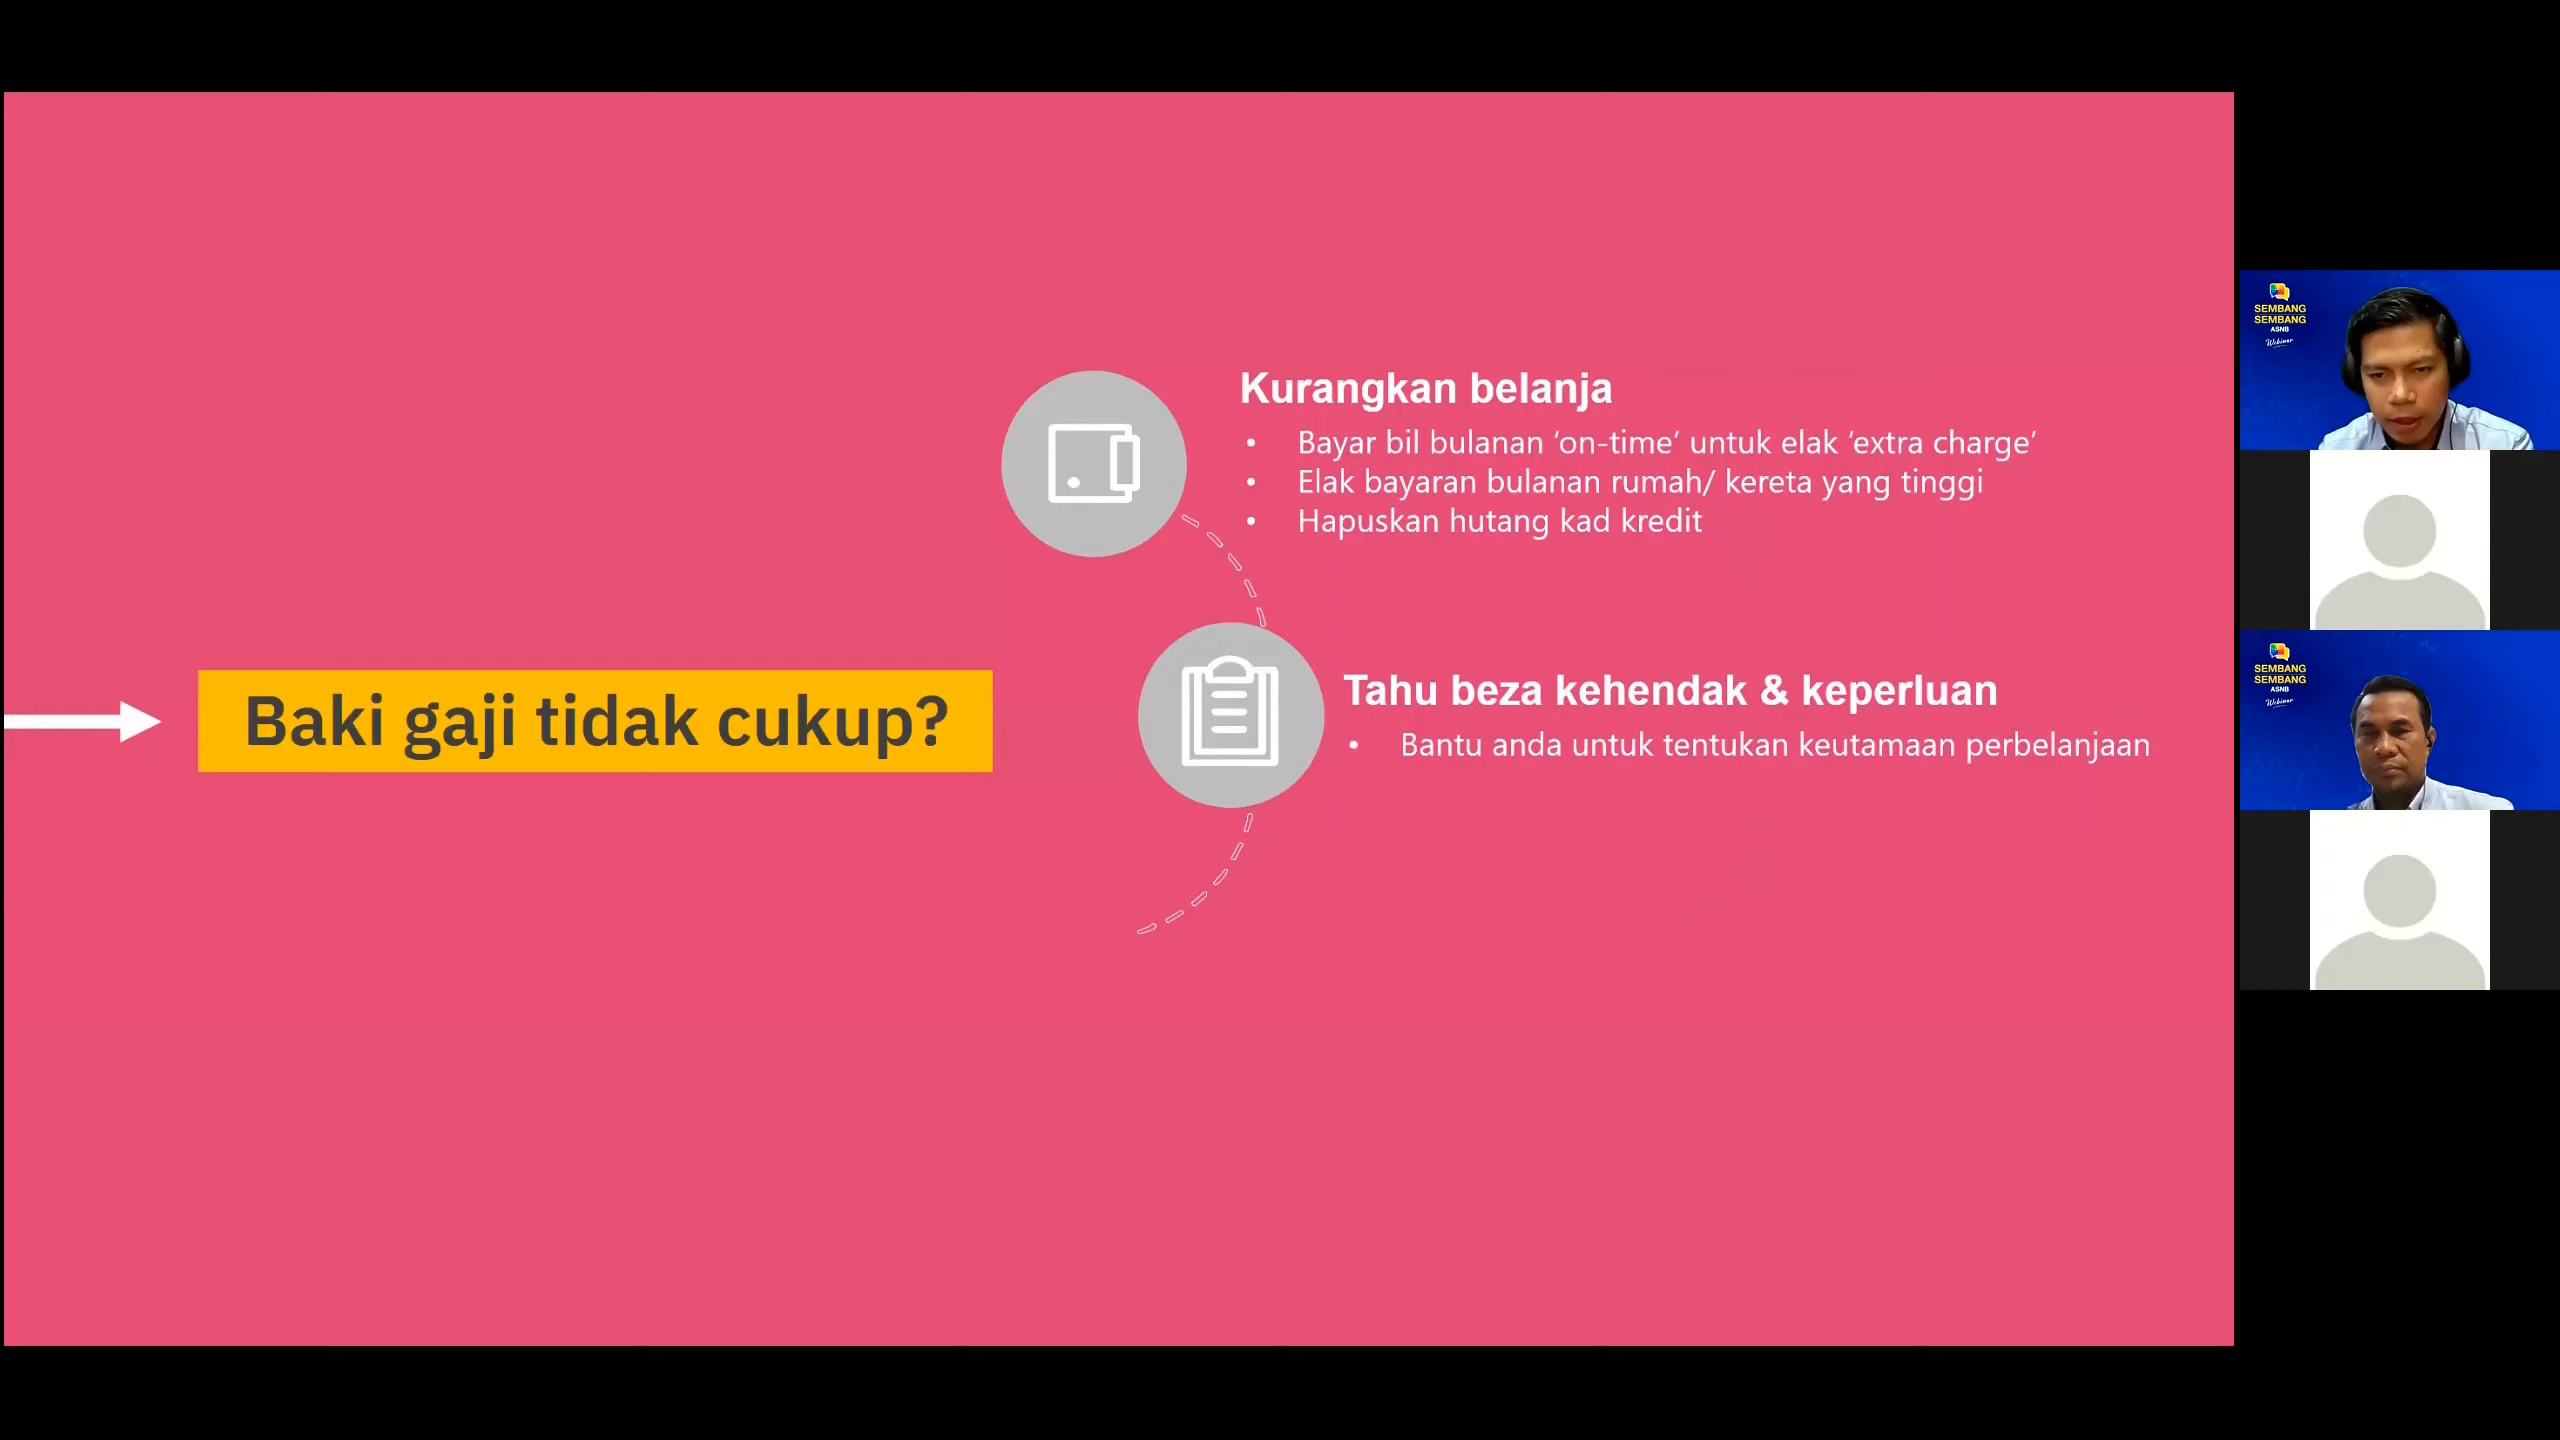 Kurangkan belanja
• Bayar bil bulanan ‘on-time’ untuk elak ‘extra charge’
• Elak bayaran bulanan rumah/ kereta yang tinggi
• Hapuskan hutang kad kredit
Baki gaji tidak cukup?
Tahu beza kehendak & keperluan
• Bantu anda untuk tentukan keutamaan perbelanjaan
SEMBANG
SEMBANG
ASNB
Webinar
SEMBANG
SEMBANG
ASNB
Webinar